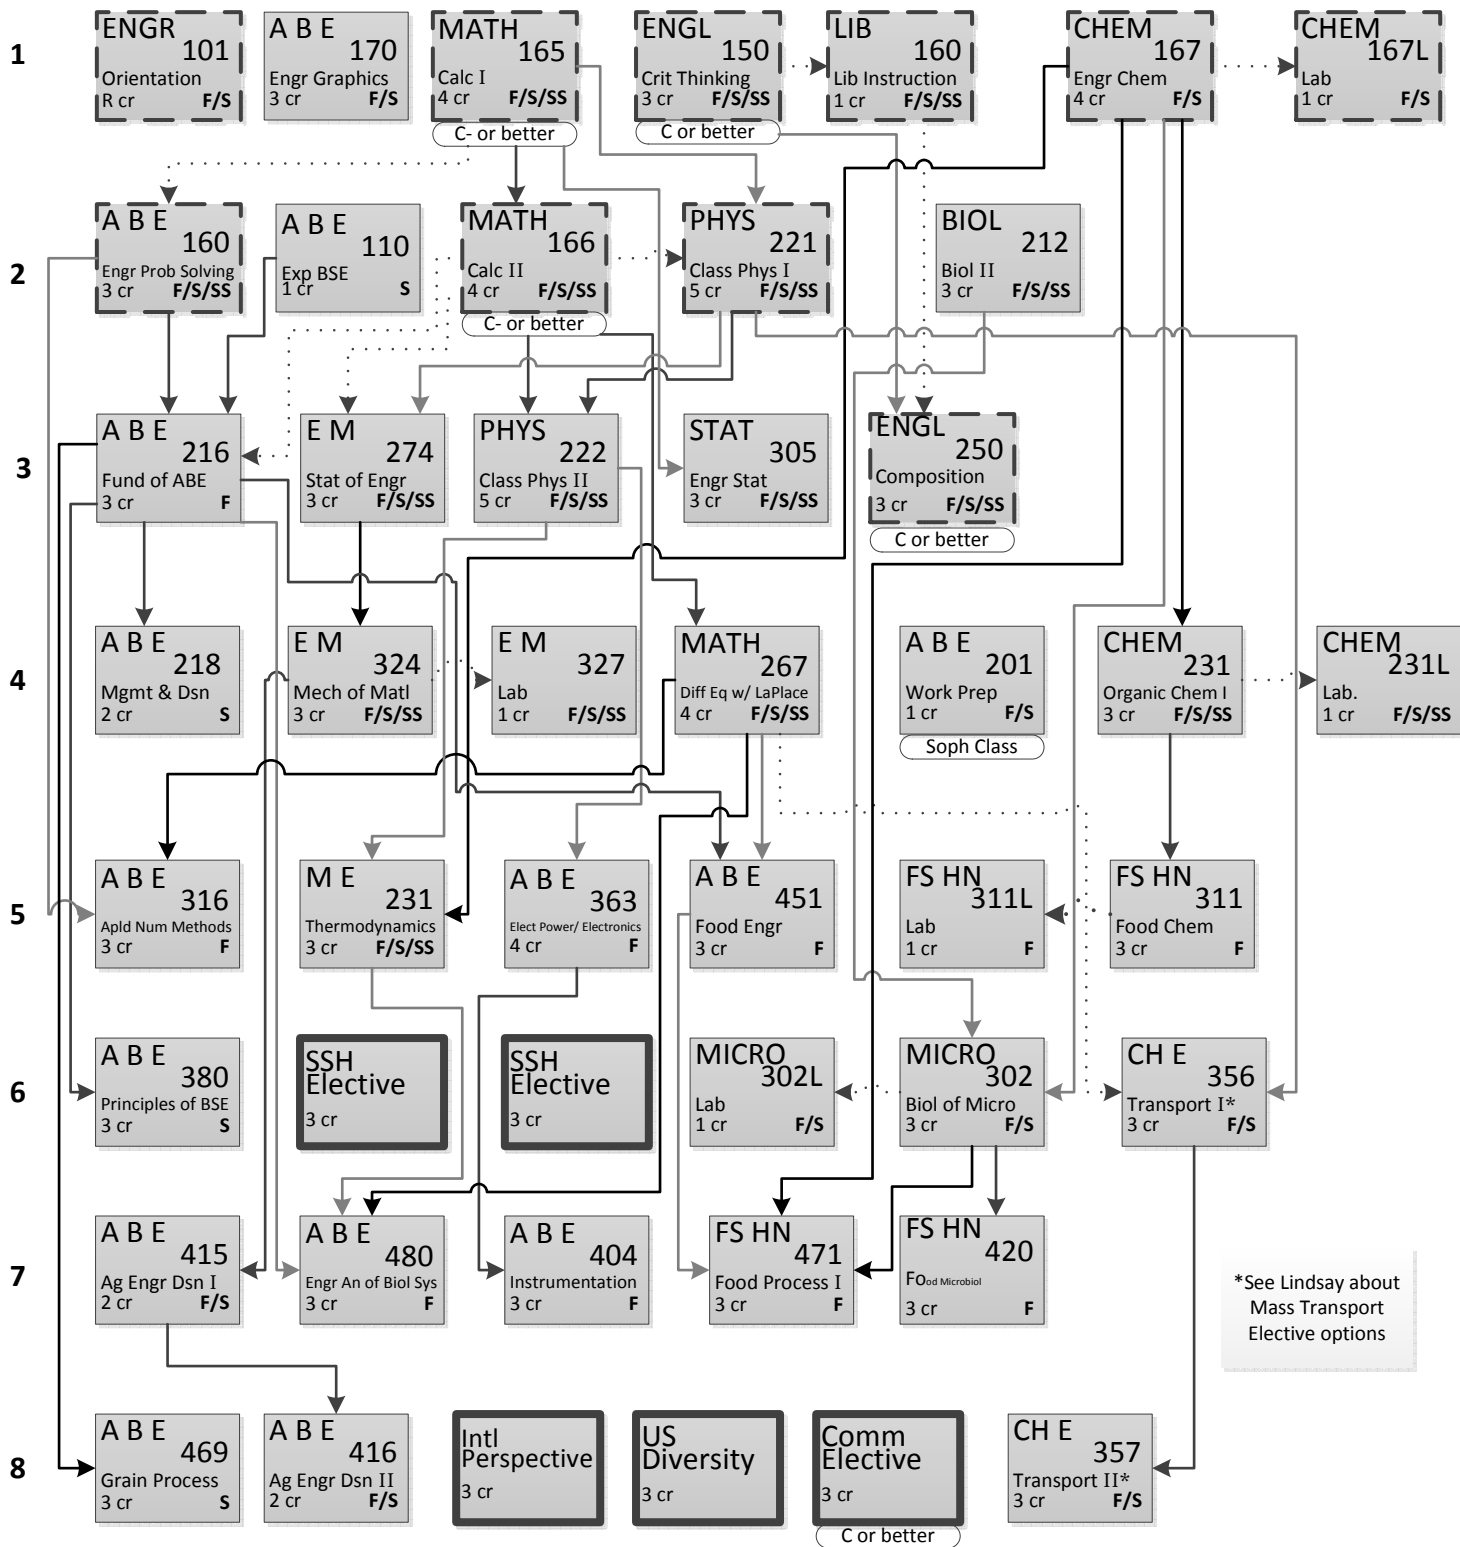 1
ENGR
101
Orientation
R cr F/S
A B E
170
Engr Graphics
3 cr F/S
MATH
165
Calc I
4 cr F/S/SS
C- or better
ENGL
150
Crit Thinking
3 cr F/S/SS
C or better
LIB
160
Lib Instruction
1 cr F/S/SS
CHEM
167
Engr Chem
4 cr F/S
CHEM
167L
Lab
1 cr F/S
2
A B E
160
Engr Prob Solving
3 cr F/S/SS
A B E
110
Exp BSE
1 cr S
MATH
166
Calc II
4 cr F/S/SS
C- or better
PHYS
221
Class Phys I
5 cr F/S/SS
BIOL
212
Biol II
3 cr F/S/SS
3
A B E
216
Fund of ABE
3 cr F
E M
274
Stat of Engr
3 cr F/S/SS
PHYS
222
Class Phys II
5 cr F/S/SS
STAT
305
Engr Stat
3 cr F/S/SS
ENGL
250
Composition
3 cr F/S/SS
C or better
4
A B E
218
Mgmt & Dsn
2 cr S
E M
324
Mech of Matl
3 cr F/S/SS
E M
327
Lab
1 cr F/S/SS
MATH
267
Diff Eq w/ LaPlace
4 cr F/S/SS
A B E
201
Work Prep
1 cr F/S
Soph Class
CHEM
231
Organic Chem I
3 cr F/S/SS
CHEM
231L
Lab.
1 cr F/S/SS
5
A B E
316
Apld Num Methods
3 cr F
M E
231
Thermodynamics
3 cr F/S/SS
A B E
363
Elect Power/ Electronics
4 cr F
A B E
451
Food Engr
3 cr F
FS HN
311L
Lab
1 cr F
FS HN
311
Food Chem
3 cr F
6
A B E
380
Principles of BSE
3 cr S
SSH
Elective
3 cr
SSH
Elective
3 cr
MICRO
302L
Lab
1 cr F/S
MICRO
302
Biol of Micro
3 cr F/S
CH E
356
Transport I*
3 cr F/S
7
A B E
415
Ag Engr Dsn I
2 cr F/S
A B E
480
Engr An of Biol Sys
3 cr F
A B E
404
Instrumentation
3 cr F
FS HN
471
Food Process I
3 cr F
FS HN
420
Food Microbiol
3 cr F
*See Lindsay about
Mass Transport
Elective options
8
A B E
469
Grain Process
3 cr S
A B E
416
Ag Engr Dsn II
2 cr F/S
Intl
Perspective
3 cr
US
Diversity
3 cr
Comm
Elective
3 cr
C or better
CH E
357
Transport II*
3 cr F/S